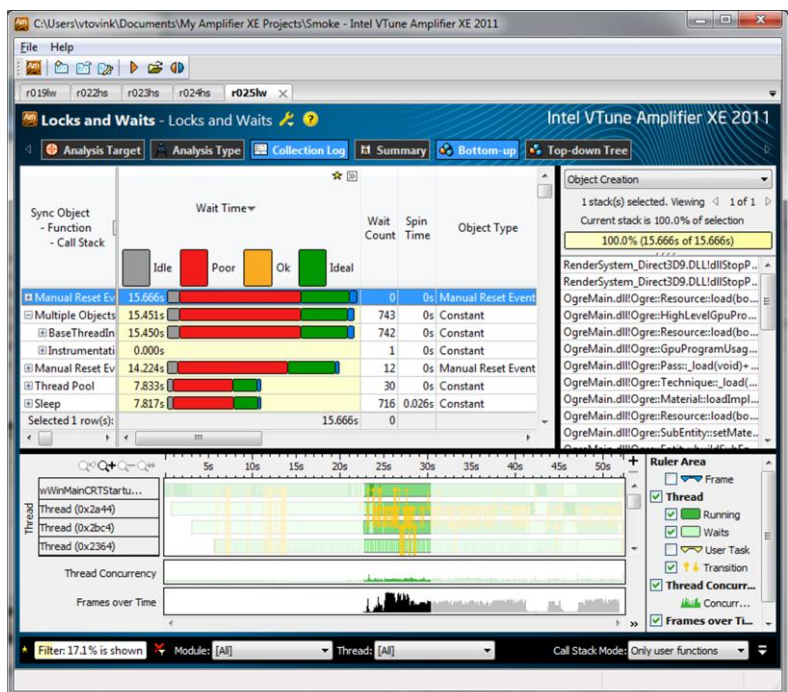 C:\Users\vtovink\Documents\My Amplifier XE Projects\Smoke - Intel VTune Amplifier XE 2011
File Help
r019lw r022hs r023hs r024hs r025lw
Locks and Waits - Locks and Waits
Intel VTune Amplifier XE 2011
Analysis Target Analysis Type Collection Log Summary Bottom-up Top-down Tree
Sync Object
- Function
- Call Stack
Wait Time
Idle Poor Ok Ideal
Wait
Count
Spin
Time
Object Type
Manual Reset Ev 15.666s 0 0s Manual Reset Event
Multiple Objects 15.451s 743 0s Constant
BaseThreadIn 15.450s 742 0s Constant
Instrumentati 0.000s 1 0s Constant
Manual Reset Ev 14.224s 12 0s Manual Reset Event
Thread Pool 7.833s 30 0s Constant
Sleep 7.817s 716 0.026s Constant
Selected 1 row(s): 15.666s 0
Object Creation
1 stack(s) selected. Viewing 1 of 1
Current stack is 100.0% of selection
100.0% (15.666s of 15.666s)
RenderSystem_Direct3D9.DLL!dllStopP...
RenderSystem_Direct3D9.DLL!dllStopP...
OgreMain.dll!Ogre::Resource::load(bo...
OgreMain.dll!Ogre::HighLevelGpuPro...
OgreMain.dll!Ogre::Resource::load(bo...
OgreMain.dll!Ogre::GpuProgramUsag...
OgreMain.dll!Ogre::Pass::_load(void)+ ...
OgreMain.dll!Ogre::Technique::_load(...
OgreMain.dll!Ogre::Material::loadImpl...
OgreMain.dll!Ogre::Resource::load(bo...
OgreMain.dll!Ogre::SubEntity::setMate...
5s 10s 15s 20s 25s 30s 35s 40s 45s 50s
Thread
wWinMainCRTStartu...
Thread (0x2a44)
Thread (0x2bc4)
Thread (0x2364)
Thread Concurrency
Frames over Time
Ruler Area
Frame
Thread
Running
Waits
User Task
Transition
Thread Concurr...
Concurr...
Frames over Ti...
Filter: 17.1% is shown Module: [All] Thread: [All] Call Stack Mode: Only user functions